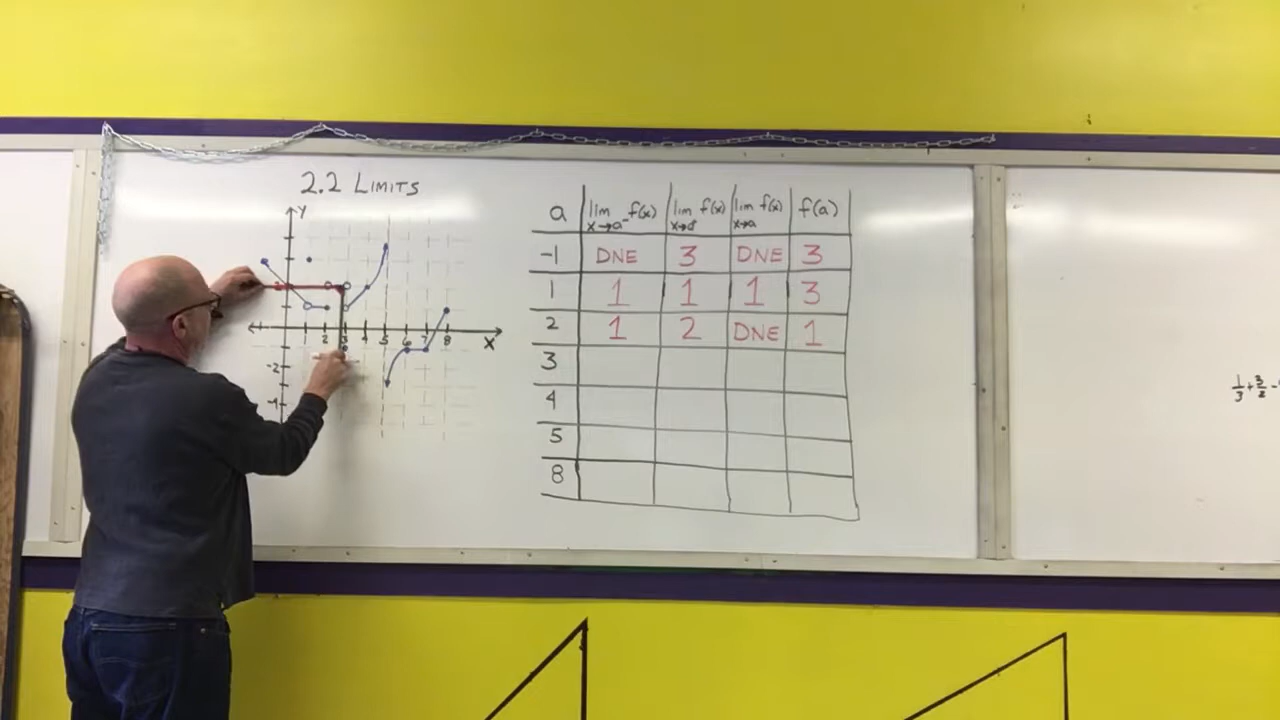 2.2 LIMITS
Y
2 3 4 5 6 7 8 X
-2
-4
a lim x→a⁻ f(x) lim x→a⁺ f(x) lim x→a f(x) f(a)
-1 DNE 3 DNE 3
1 1 1 1 3
2 1 2 DNE 1
3
4
5
8